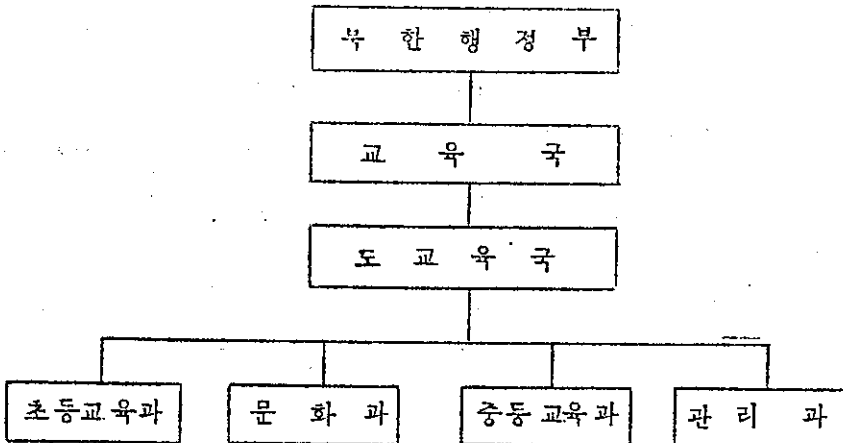 북 한 행 정 부
교 육 국
도 교 육 국
초등교육과 문 화 과 중등교육과 관 리 과